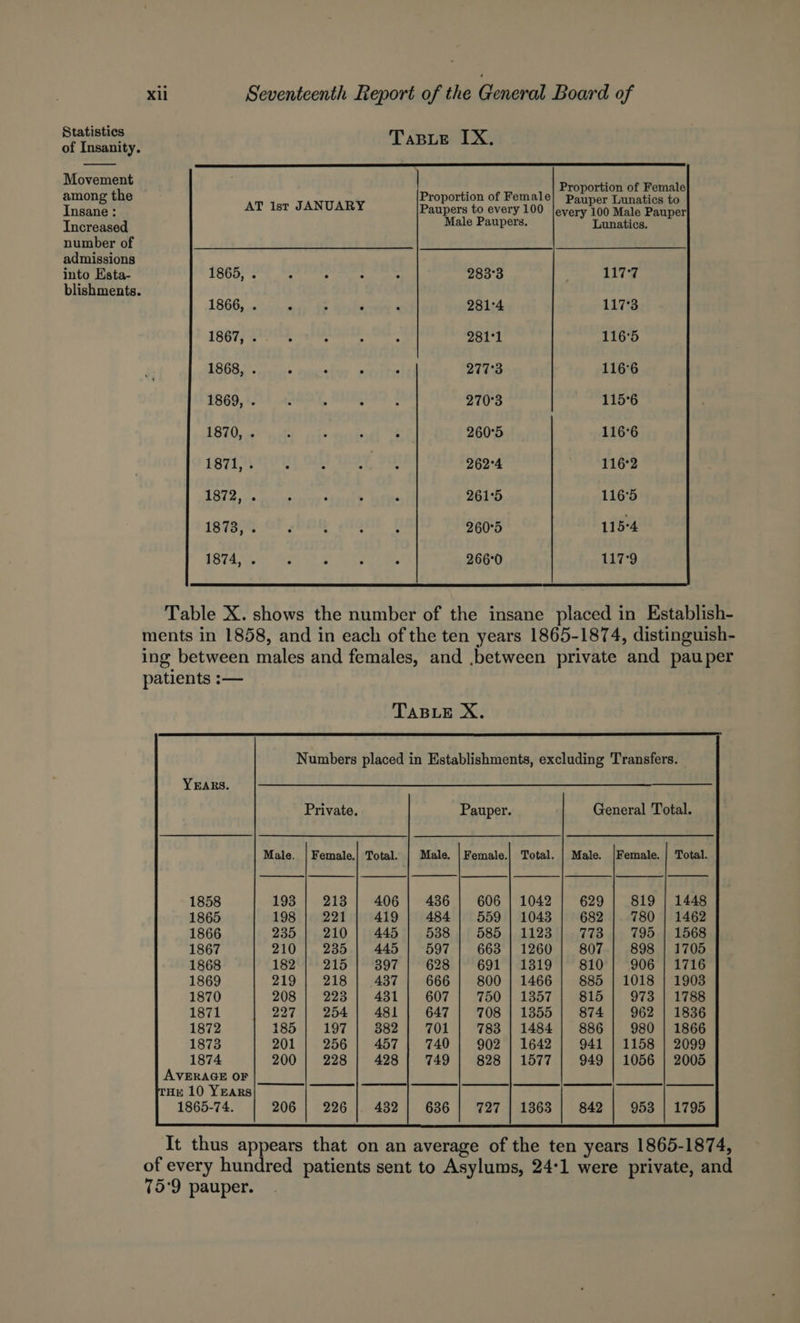 xii Seventeenth Report of the General Board of
Statistics
of Insanity.
Movement
among the
Insane :
Increased
number of
admissions
into Esta-
blishments.
TABLE IX.
AT 1ST JANUARY | Proportion of Female Paupers to every 100 Male Paupers. | Proportion of Female Pauper Lunatics to every 100 Male Pauper Lunatics.
1865, . . . . . 283·3 117·7
1866, . . . . . 281·4 117·3
1867, . . . . . 281·1 116·5
1868, . . . . . 277·3 116·6
1869, . . . . . 270·3 115·6
1870, . . . . . 260·5 116·6
1871, . . . . . 262·4 116·2
1872, . . . . . 261·5 116·5
1873, . . . . . 260·5 115·4
1874, . . . . . 266·0 117·9
Table X. shows the number of the insane placed in Establish-
ments in 1858, and in each of the ten years 1865-1874, distinguish-
ing between males and females, and between private and pauper
patients :—
TABLE X.
YEARS. | Numbers placed in Establishments, excluding Transfers.
Private. | Pauper. | General Total.
Male. | Female. | Total. | Male. | Female. | Total. | Male. | Female. | Total.
1858 193 213 406 436 606 1042 629 819 1448
1865 198 221 419 484 559 1043 682 780 1462
1866 235 210 445 538 585 1123 773 795 1568
1867 210 235 445 597 663 1260 807 898 1705
1868 182 215 397 628 691 1319 810 906 1716
1869 219 218 437 666 800 1466 885 1018 1903
1870 208 223 431 607 750 1357 815 973 1788
1871 227 254 481 647 708 1355 874 962 1836
1872 185 197 382 701 783 1484 886 980 1866
1873 201 256 457 740 902 1642 941 1158 2099
1874 200 228 428 749 828 1577 949 1056 2005
AVERAGE OF
THE 10 YEARS
1865-74. 206 226 432 636 727 1363 842 953 1795
It thus appears that on an average of the ten years 1865-1874,
of every hundred patients sent to Asylums, 24·1 were private, and
75·9 pauper.